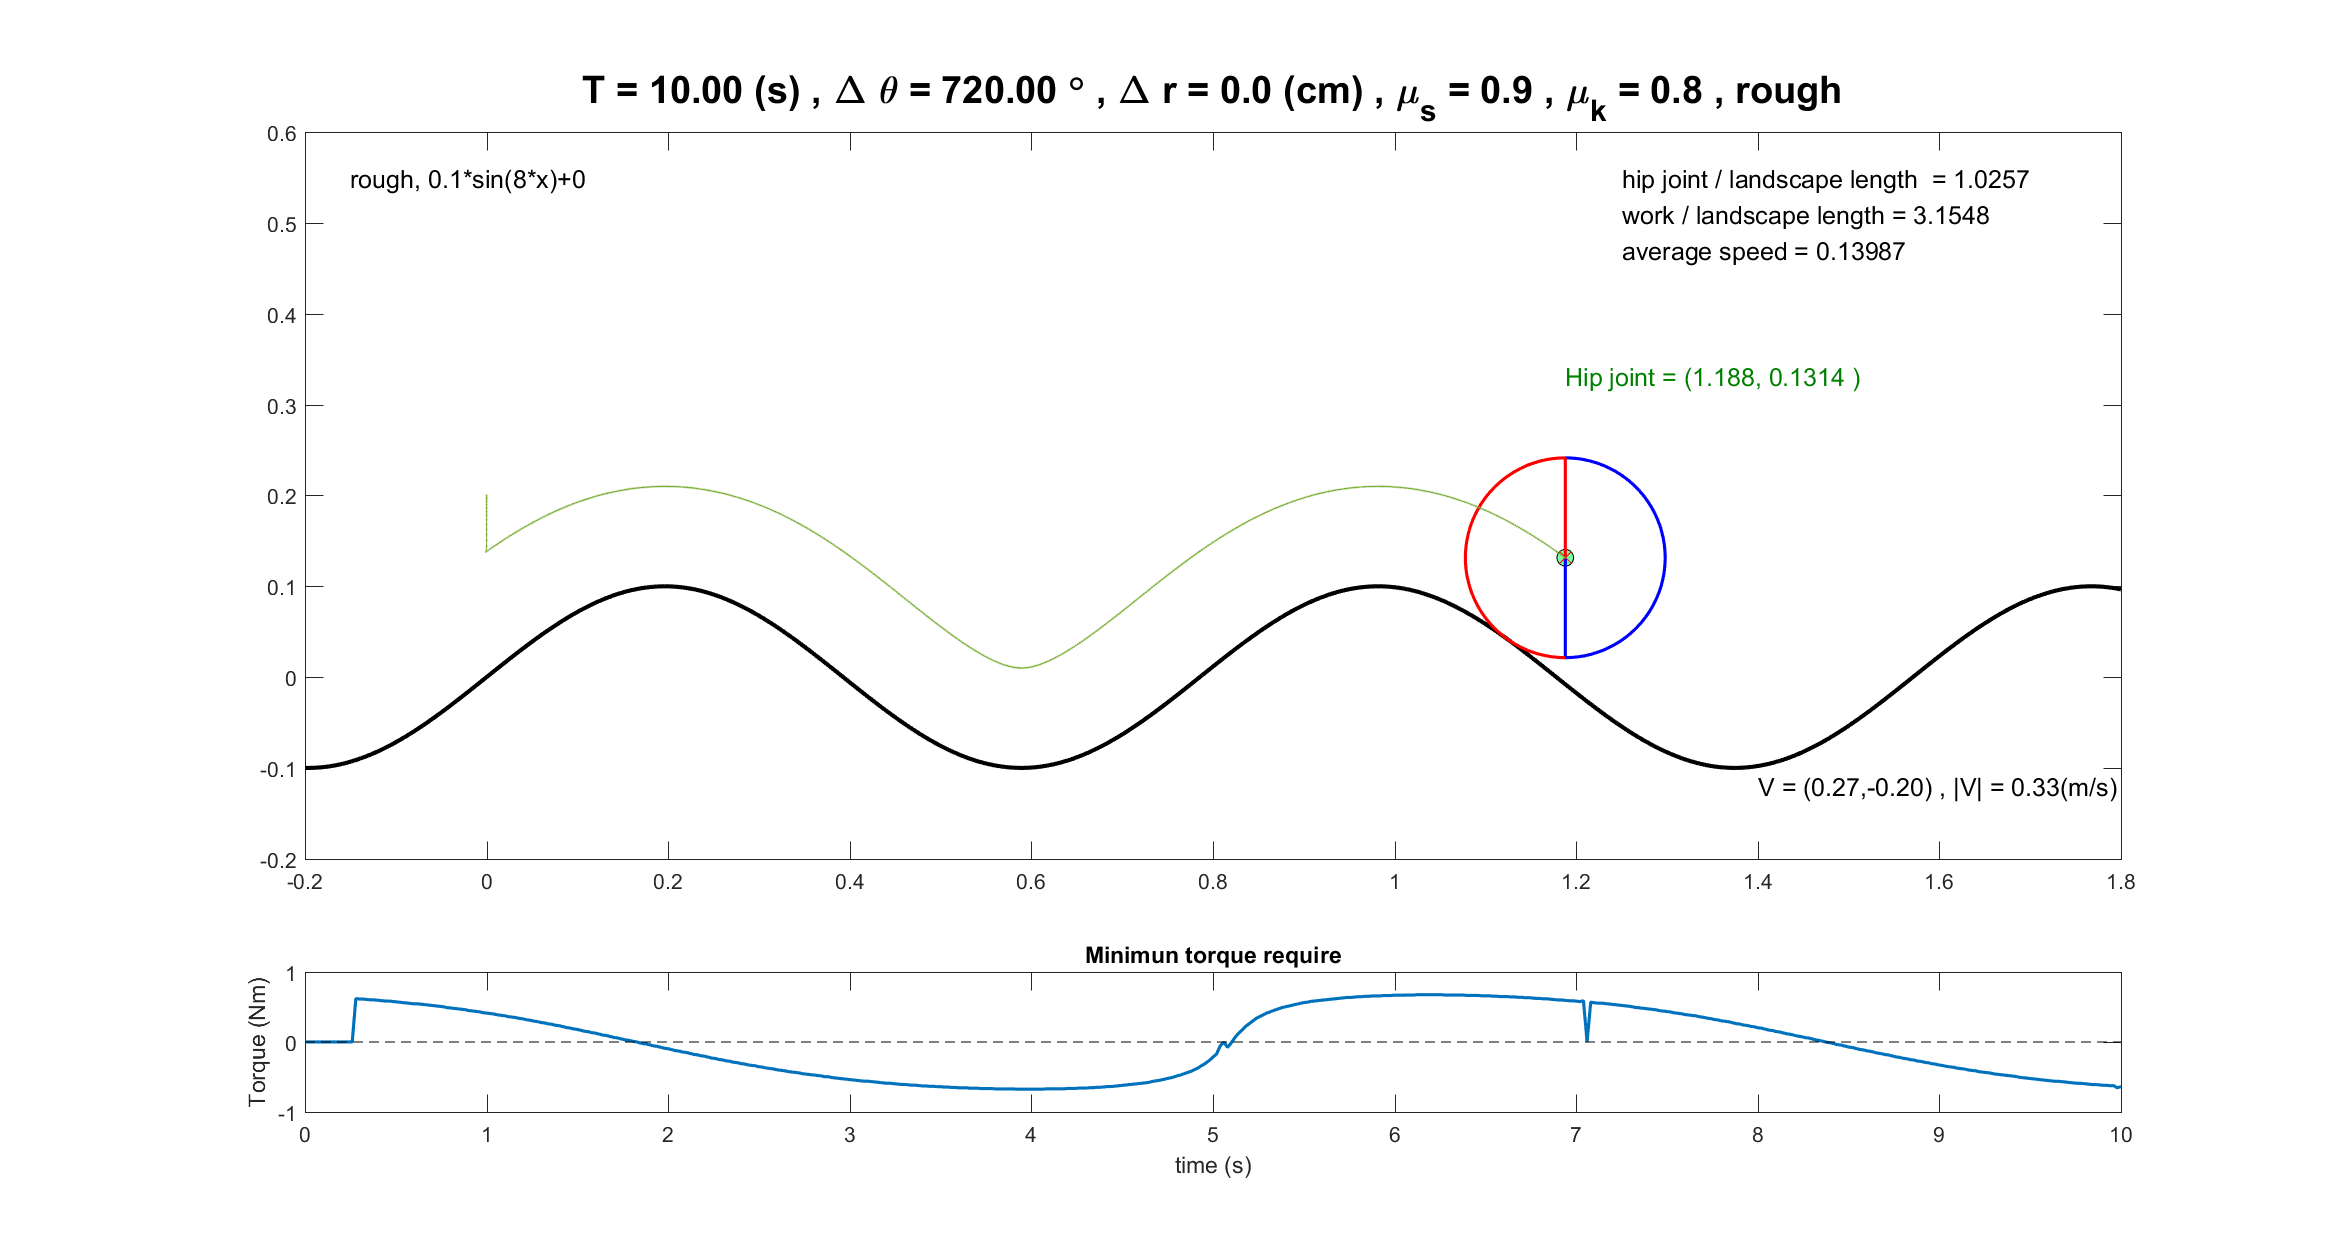 T = 10.00 (s) , Δ θ = 720.00 ° , Δ r = 0.0 (cm) , μs = 0.9 , μk = 0.8 , rough
0.6
rough, 0.1*sin(8*x)+0
hip joint / landscape length = 1.0257
work / landscape length = 3.1548
average speed = 0.13987
0.5
0.4
Hip joint = (1.188, 0.1314 )
0.3
0.2
0.1
0
-0.1
V = (0.27,-0.20) , |V| = 0.33(m/s)
-0.2
-0.2 0 0.2 0.4 0.6 0.8 1 1.2 1.4 1.6 1.8
Minimun torque require
Torque (Nm)
1
0
-1
0 1 2 3 4 5 6 7 8 9 10
time (s)